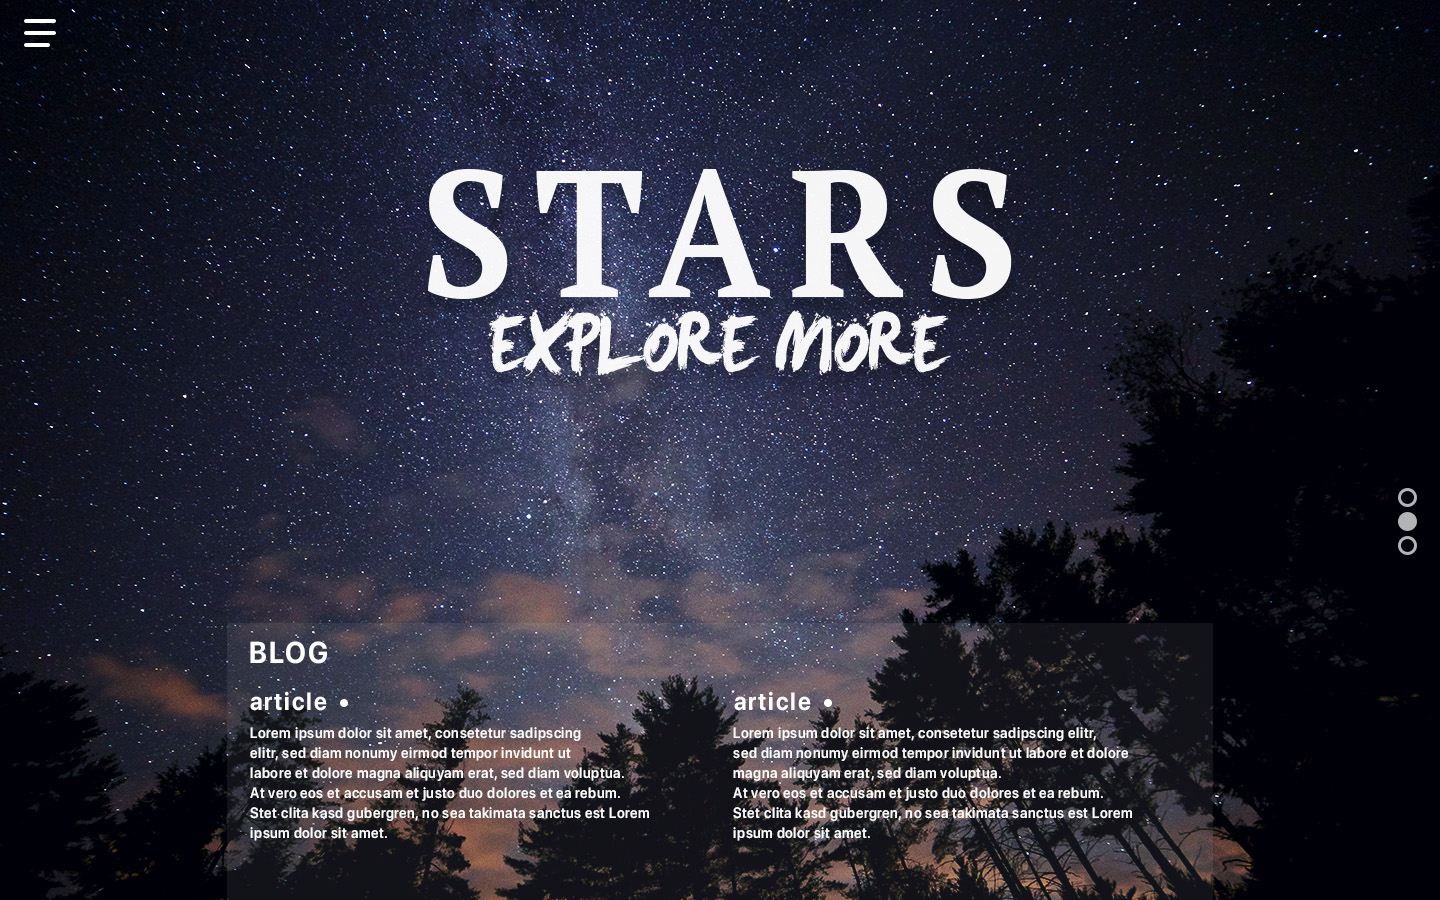 STARS
EXPLORE MORE
BLOG
article •
Lorem ipsum dolor sit amet, consetetur sadipscing
elitr, sed diam nonumy eirmod tempor invidunt ut
labore et dolore magna aliquyam erat, sed diam voluptua.
At vero eos et accusam et justo duo dolores et ea rebum.
Stet clita kasd gubergren, no sea takimata sanctus est Lorem
ipsum dolor sit amet.
article •
Lorem ipsum dolor sit amet, consetetur sadipscing elitr,
sed diam nonumy eirmod tempor invidunt ut labore et dolore
magna aliquyam erat, sed diam voluptua.
At vero eos et accusam et justo duo dolores et ea rebum.
Stet clita kasd gubergren, no sea takimata sanctus est Lorem
ipsum dolor sit amet.